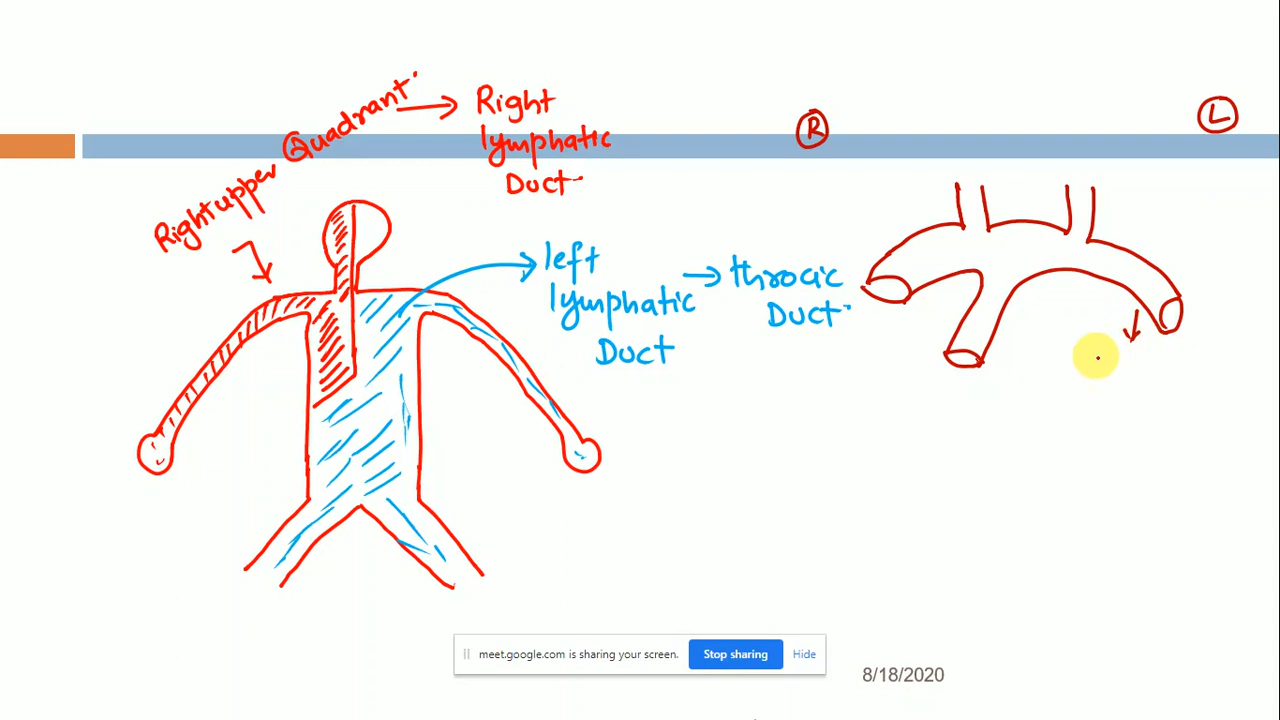 Right upper Quadrant → Right
lymphatic
Duct
R
L
left
lymphatic
Duct
→ throcic
Duct
meet.google.com is sharing your screen.
Stop sharing
Hide
8/18/2020